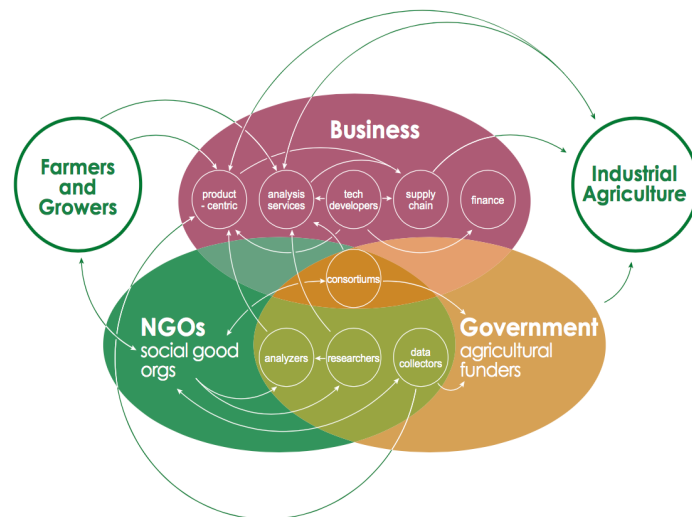 Business
Farmers
and
Growers
Industrial
Agriculture
product
- centric
analysis
services
tech
developers
supply
chain
finance
consortiums
NGOs
social good
orgs
Government
agricultural
funders
analyzers
researchers
data
collectors